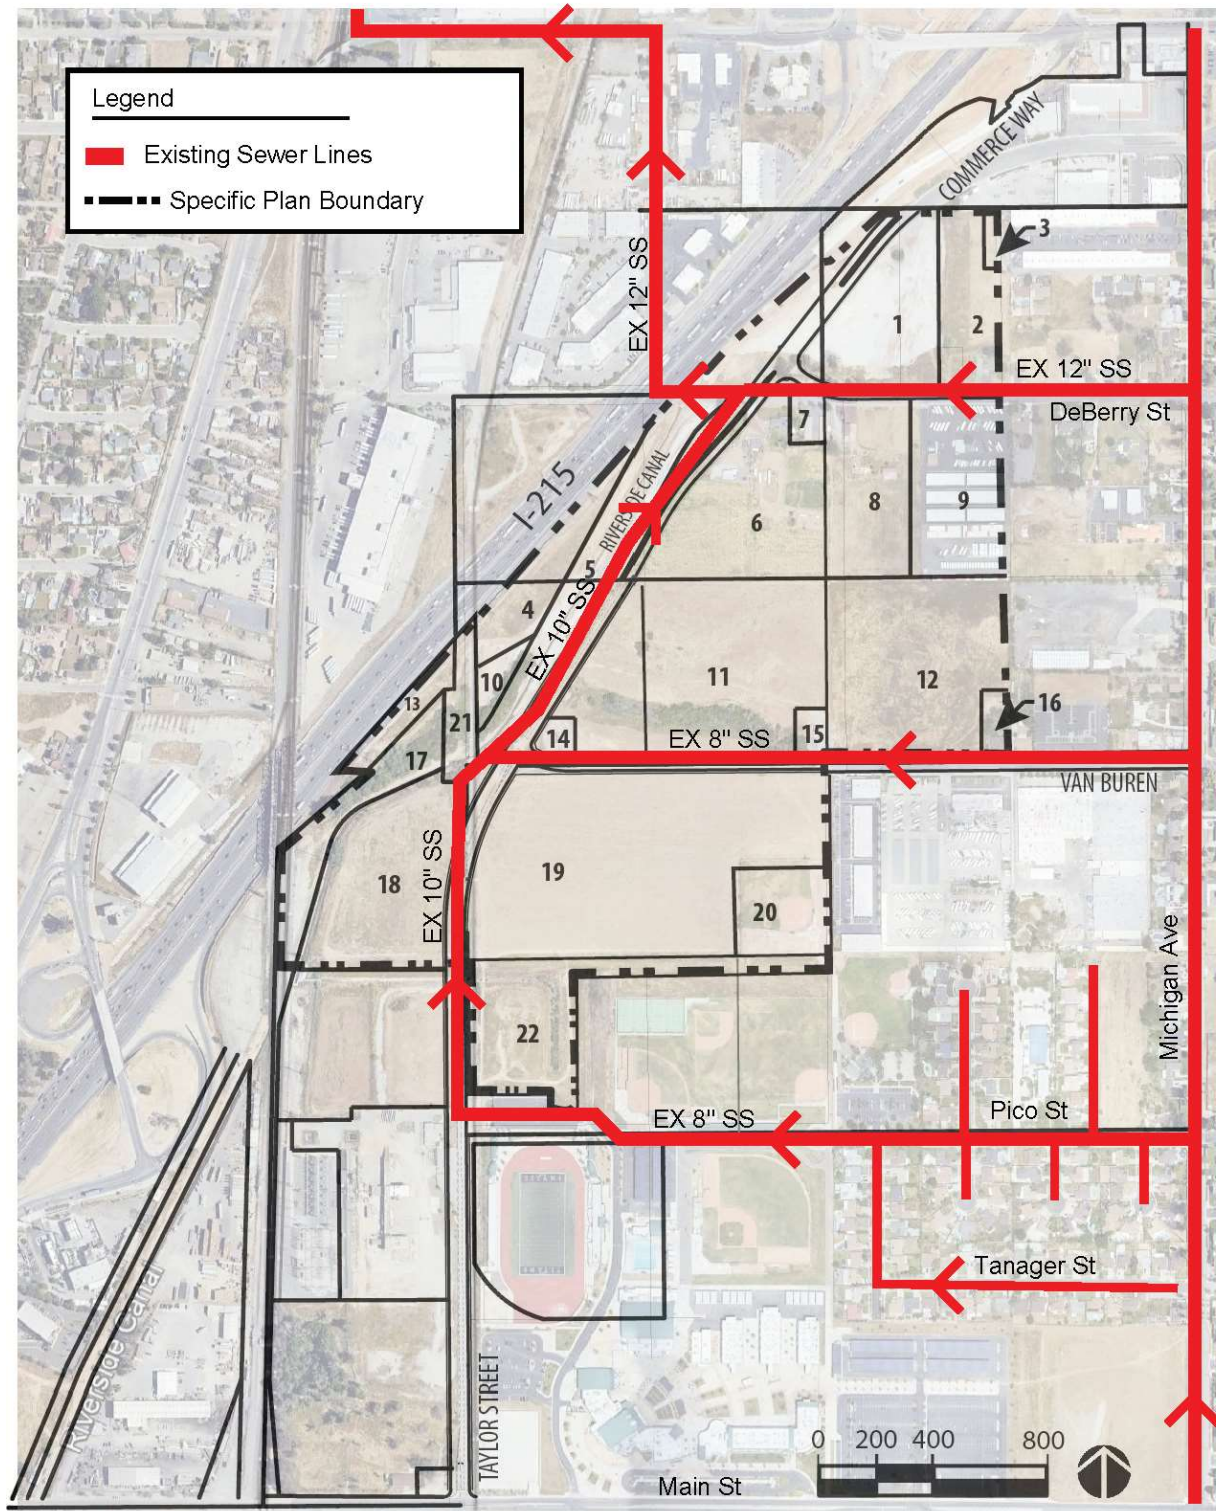 Legend
Existing Sewer Lines
Specific Plan Boundary
COMMERCE WAY
3
EX 12" SS
1
2
EX 12" SS
DeBerry St
7
I-215
RIVERSIDE CANAL
6
8
9
5
4
EX 10" SS
10
11
12
13
21
16
14
EX 8" SS
15
17
VAN BUREN
EX 10" SS
18
19
20
Michigan Ave
22
EX 8" SS
Pico St
Tanager St
Riverside Canal
TAYLOR STREET
0 200 400 800
Main St